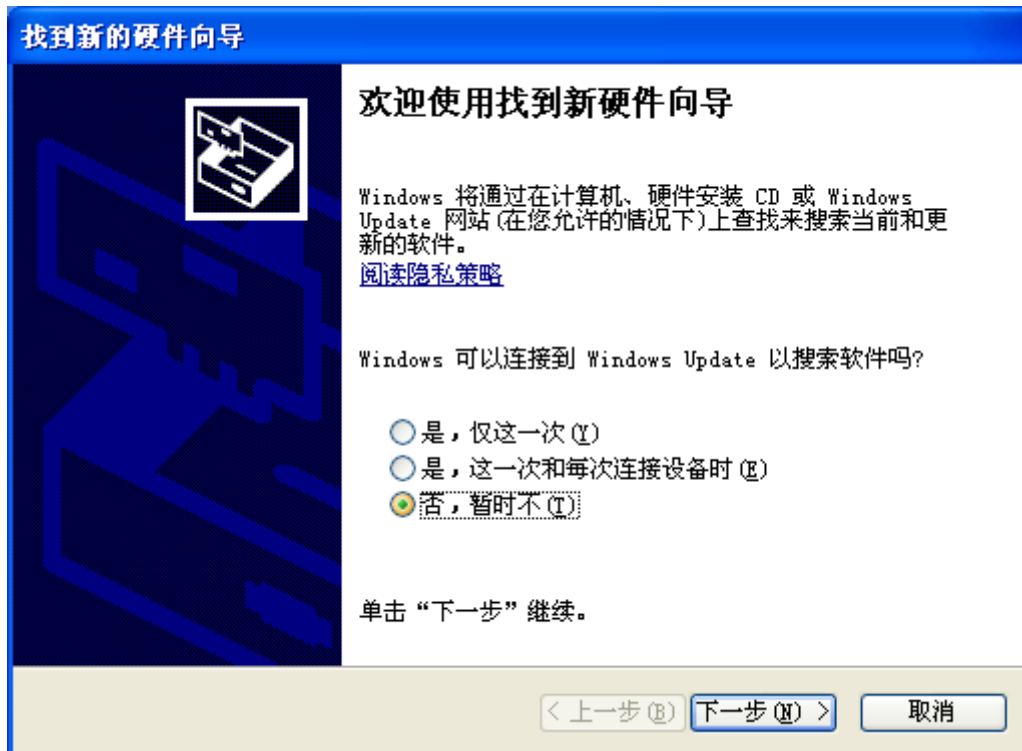 找到新的硬件向导
欢迎使用找到新硬件向导
Windows 将通过在计算机、硬件安装 CD 或 Windows
Update 网站(在您允许的情况下)上查找来搜索当前和更
新的软件。
阅读隐私策略
Windows 可以连接到 Windows Update 以搜索软件吗?
是，仅这一次(Y)
是，这一次和每次连接设备时(E)
否，暂时不(T)
单击“下一步”继续。
< 上一步(B) 下一步(N) > 取消